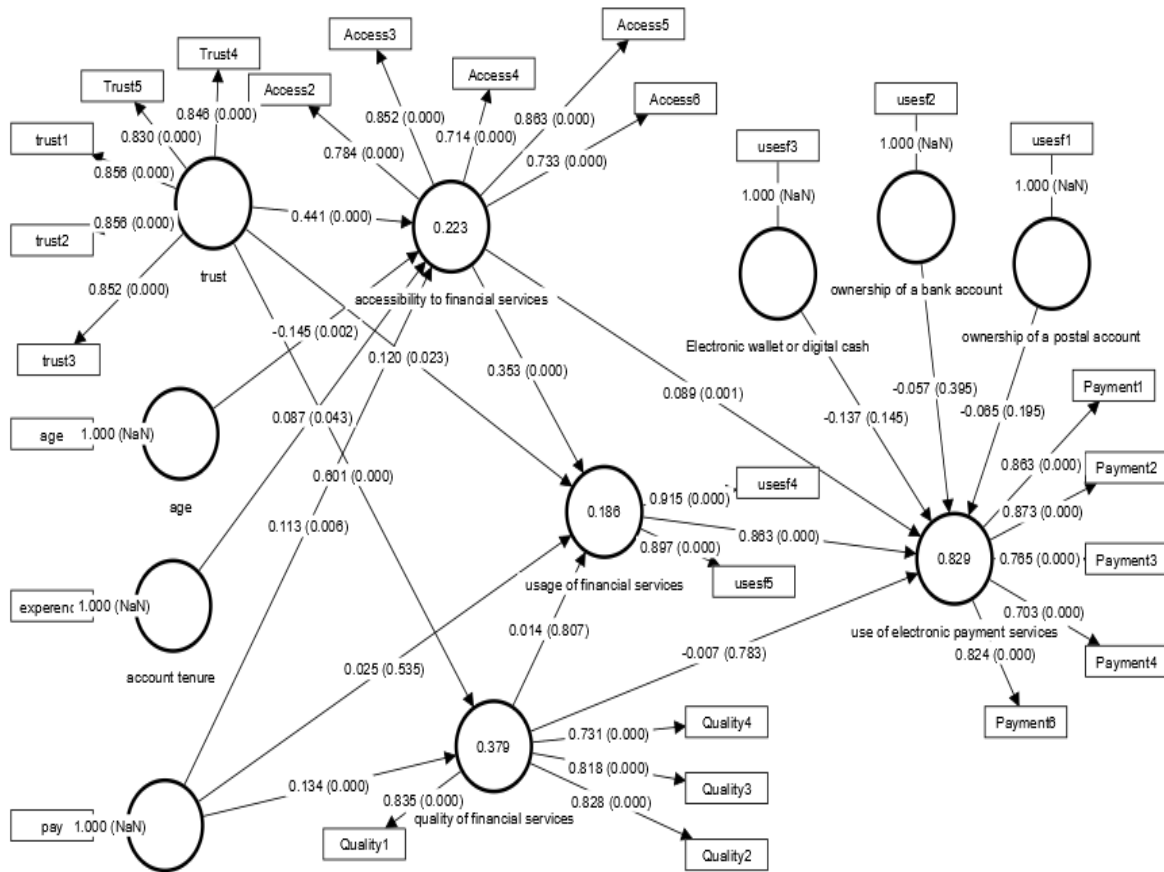 Access5
Access3
Trust4
Access4
Trust5
Access2
Access6
usesf2
0.846 (0.000)
0.852 (0.000)
0.863 (0.000)
trust1
0.830 (0.000)
0.714 (0.000)
usesf3
usesf1
1.000 (NaN)
0.784 (0.000)
0.733 (0.000)
0.856 (0.000)
1.000 (NaN)
1.000 (NaN)
0.856 (0.000)
0.441 (0.000)
0.223
trust2
trust
0.852 (0.000)
accessibility to financial services
ownership of a bank account
-0.145 (0.002)
ownership of a postal account
Electronic wallet or digital cash
trust3
0.120 (0.023)
0.353 (0.000)
0.089 (0.001)
-0.057 (0.395)
Payment1
-0.137 (0.145)
-0.065 (0.195)
0.087 (0.043)
age
1.000 (NaN)
0.601 (0.000)
usesf4
0.863 (0.000)
Payment2
0.915 (0.000)
age
0.186
0.873 (0.000)
0.113 (0.006)
0.863 (0.000)
0.897 (0.000)
0.829
0.765 (0.000)
Payment3
usage of financial services
usesf5
experenc
1.000 (NaN)
0.703 (0.000)
0.014 (0.807)
use of electronic payment services
0.025 (0.535)
-0.007 (0.783)
0.824 (0.000)
Payment4
account tenure
Quality4
Payment6
0.731 (0.000)
0.379
0.134 (0.000)
0.818 (0.000)
Quality3
0.835 (0.000)
0.828 (0.000)
quality of financial services
pay
1.000 (NaN)
Quality1
Quality2